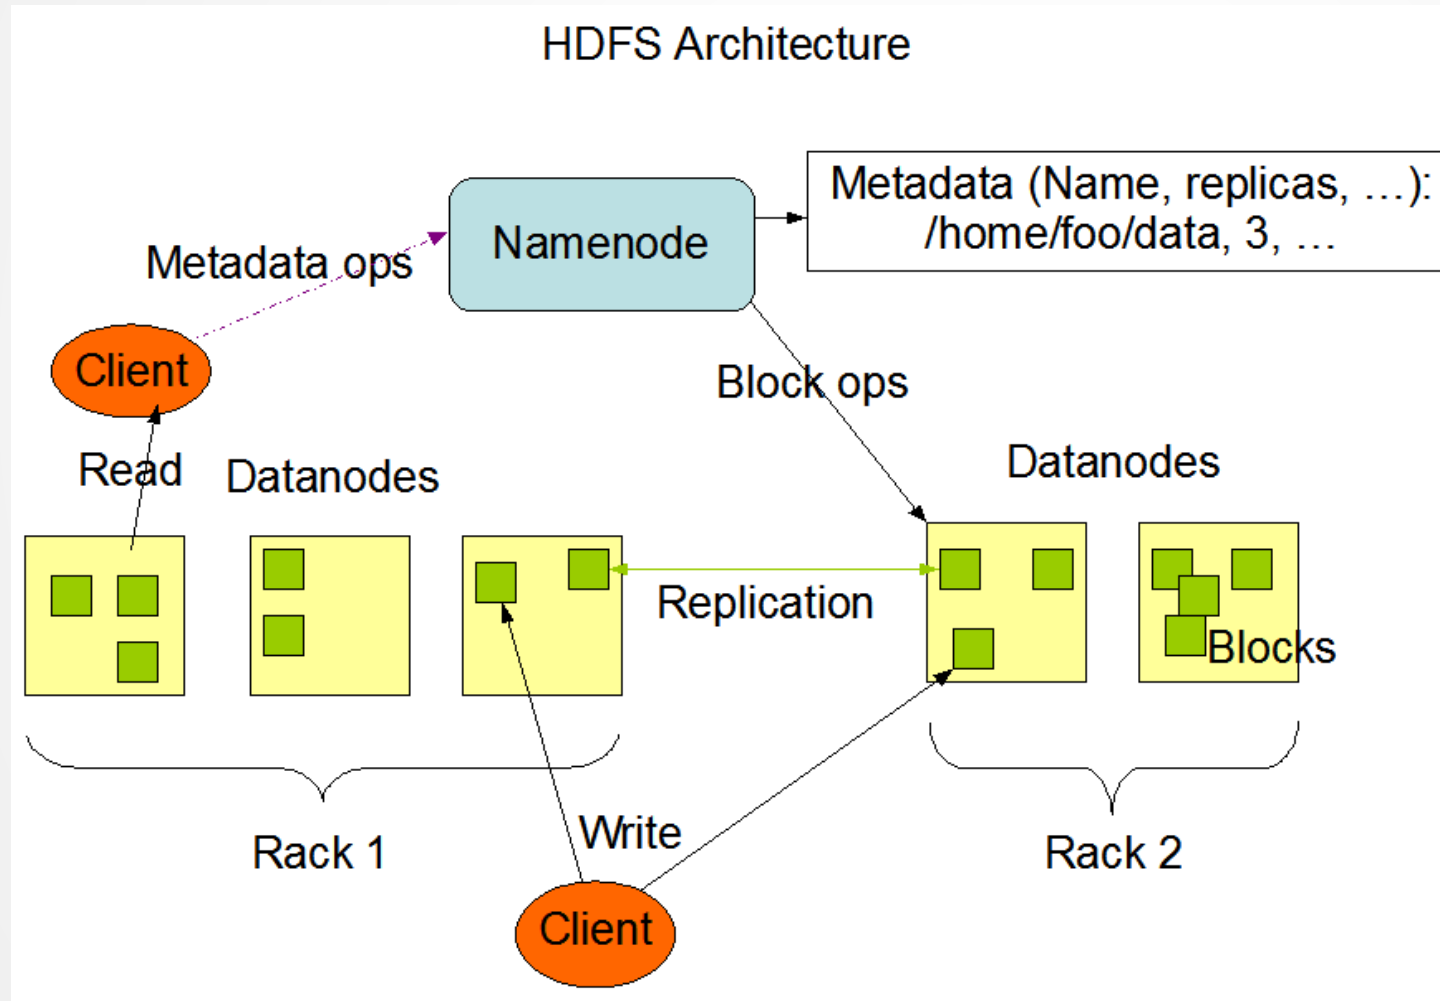 HDFS Architecture
Metadata (Name, replicas, …):
/home/foo/data, 3, …
Namenode
Metadata ops
Client
Block ops
Read
Datanodes
Datanodes
Replication
Blocks
Rack 1
Write
Rack 2
Client